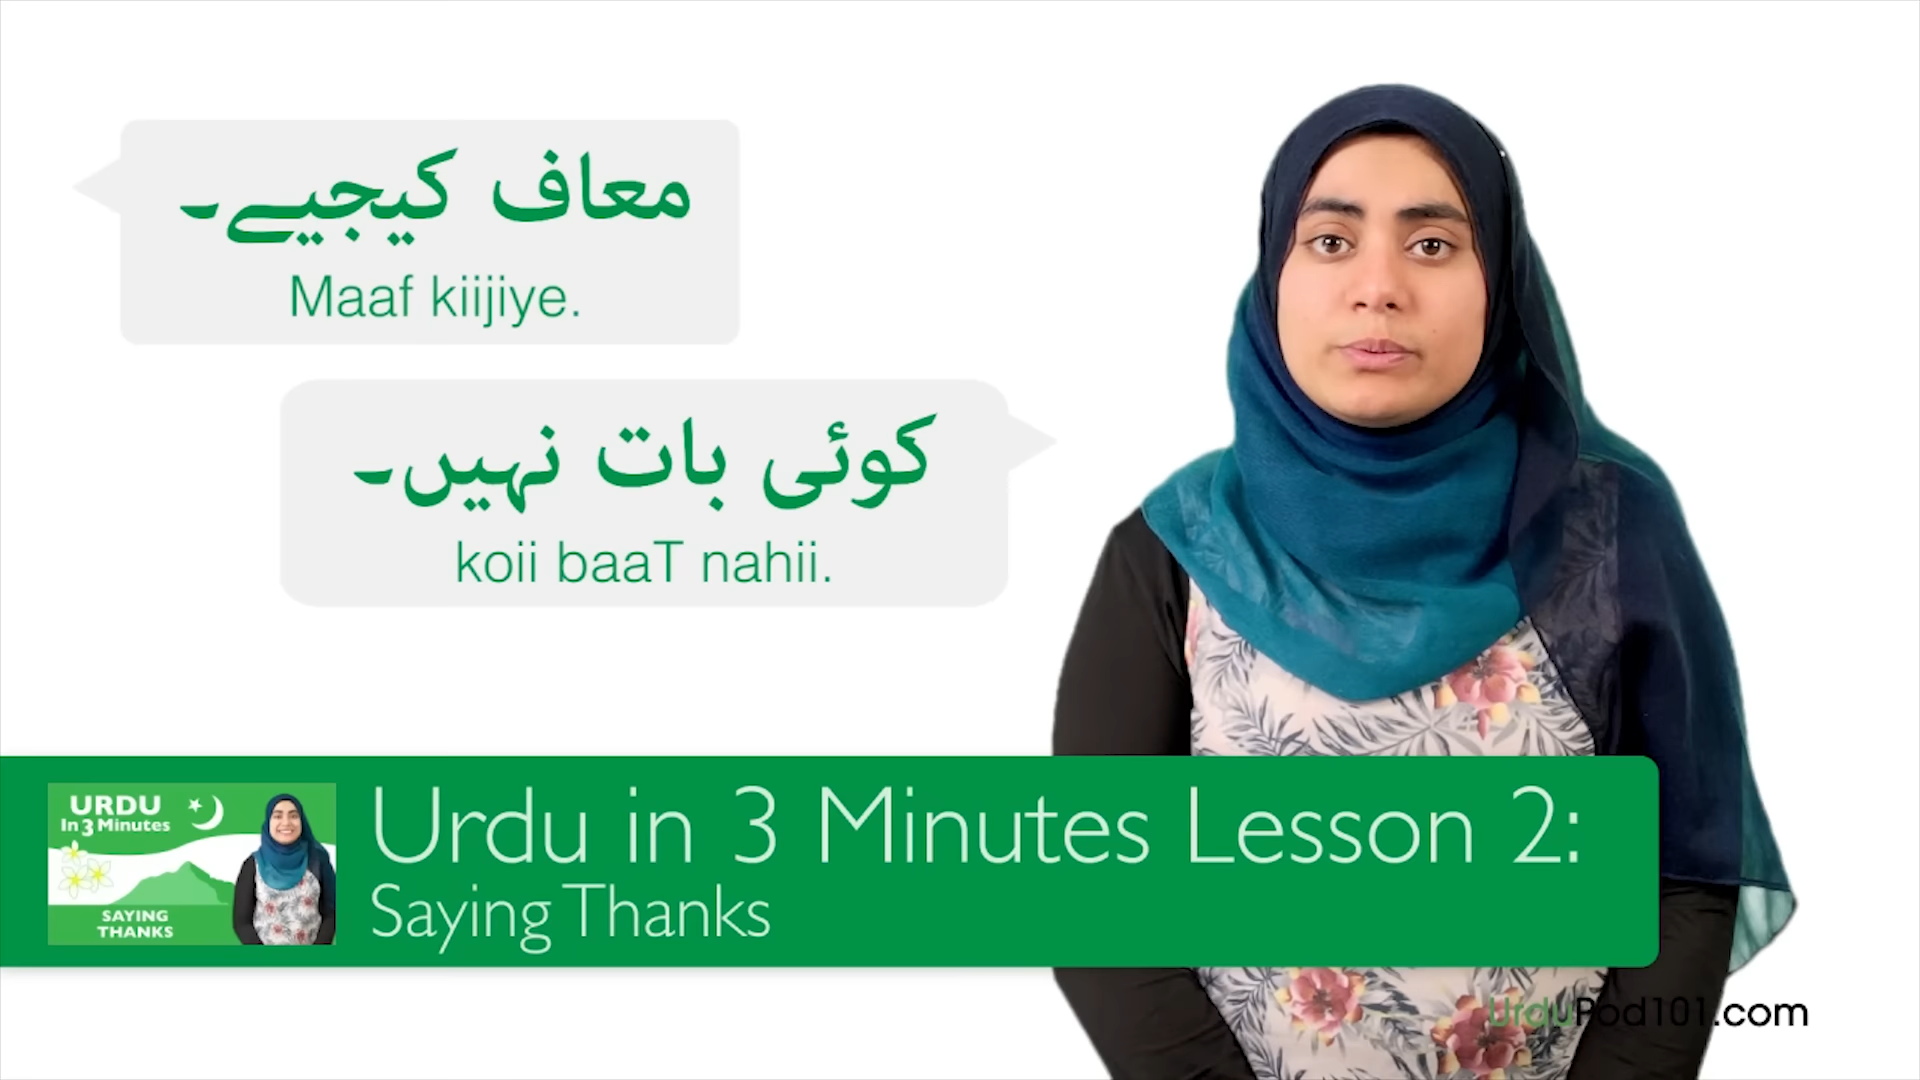 معاف کیجیے۔
Maaf kiijiye.
کوئی بات نہیں۔
koii baaT nahii.
URDU
In 3 Minutes
SAYING
THANKS
Urdu in 3 Minutes Lesson 2:
Saying Thanks
UrduPod101.com